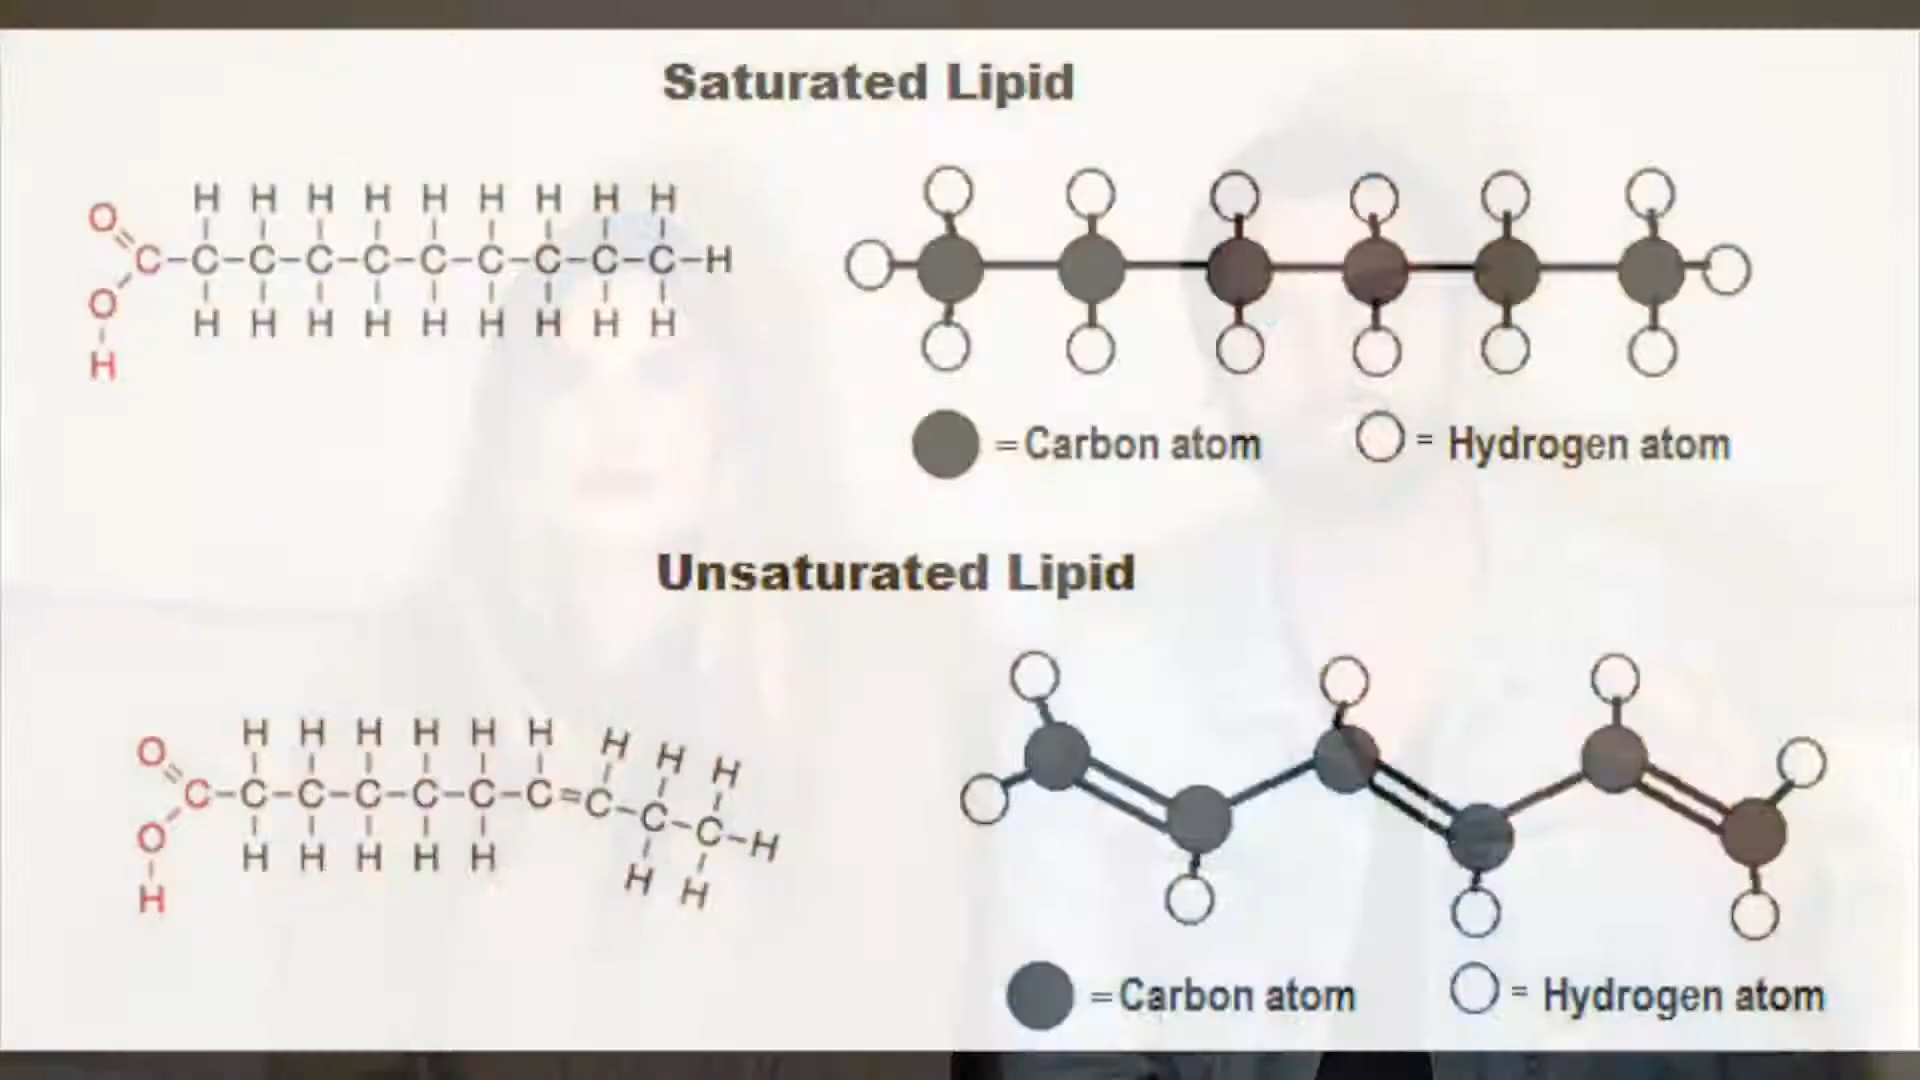 Saturated Lipid
H H H H H H H H H
O
C-C-C-C-C-C-C-C-C-C-H
O
H H H H H H H H H
H
=Carbon atom
= Hydrogen atom
Unsaturated Lipid
H H H H H H H H H
O
C-C-C-C-C-C-C=C-C-C-H
O
H H H H H H H
H
=Carbon atom
= Hydrogen atom